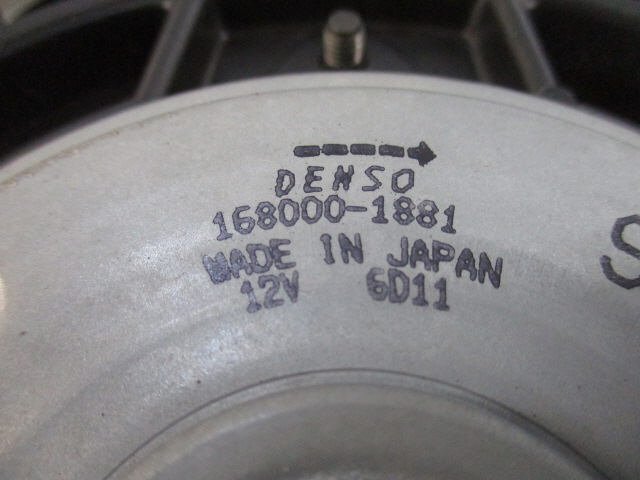 DENSO
168000-1881
MADE IN JAPAN
12V 6D11
S